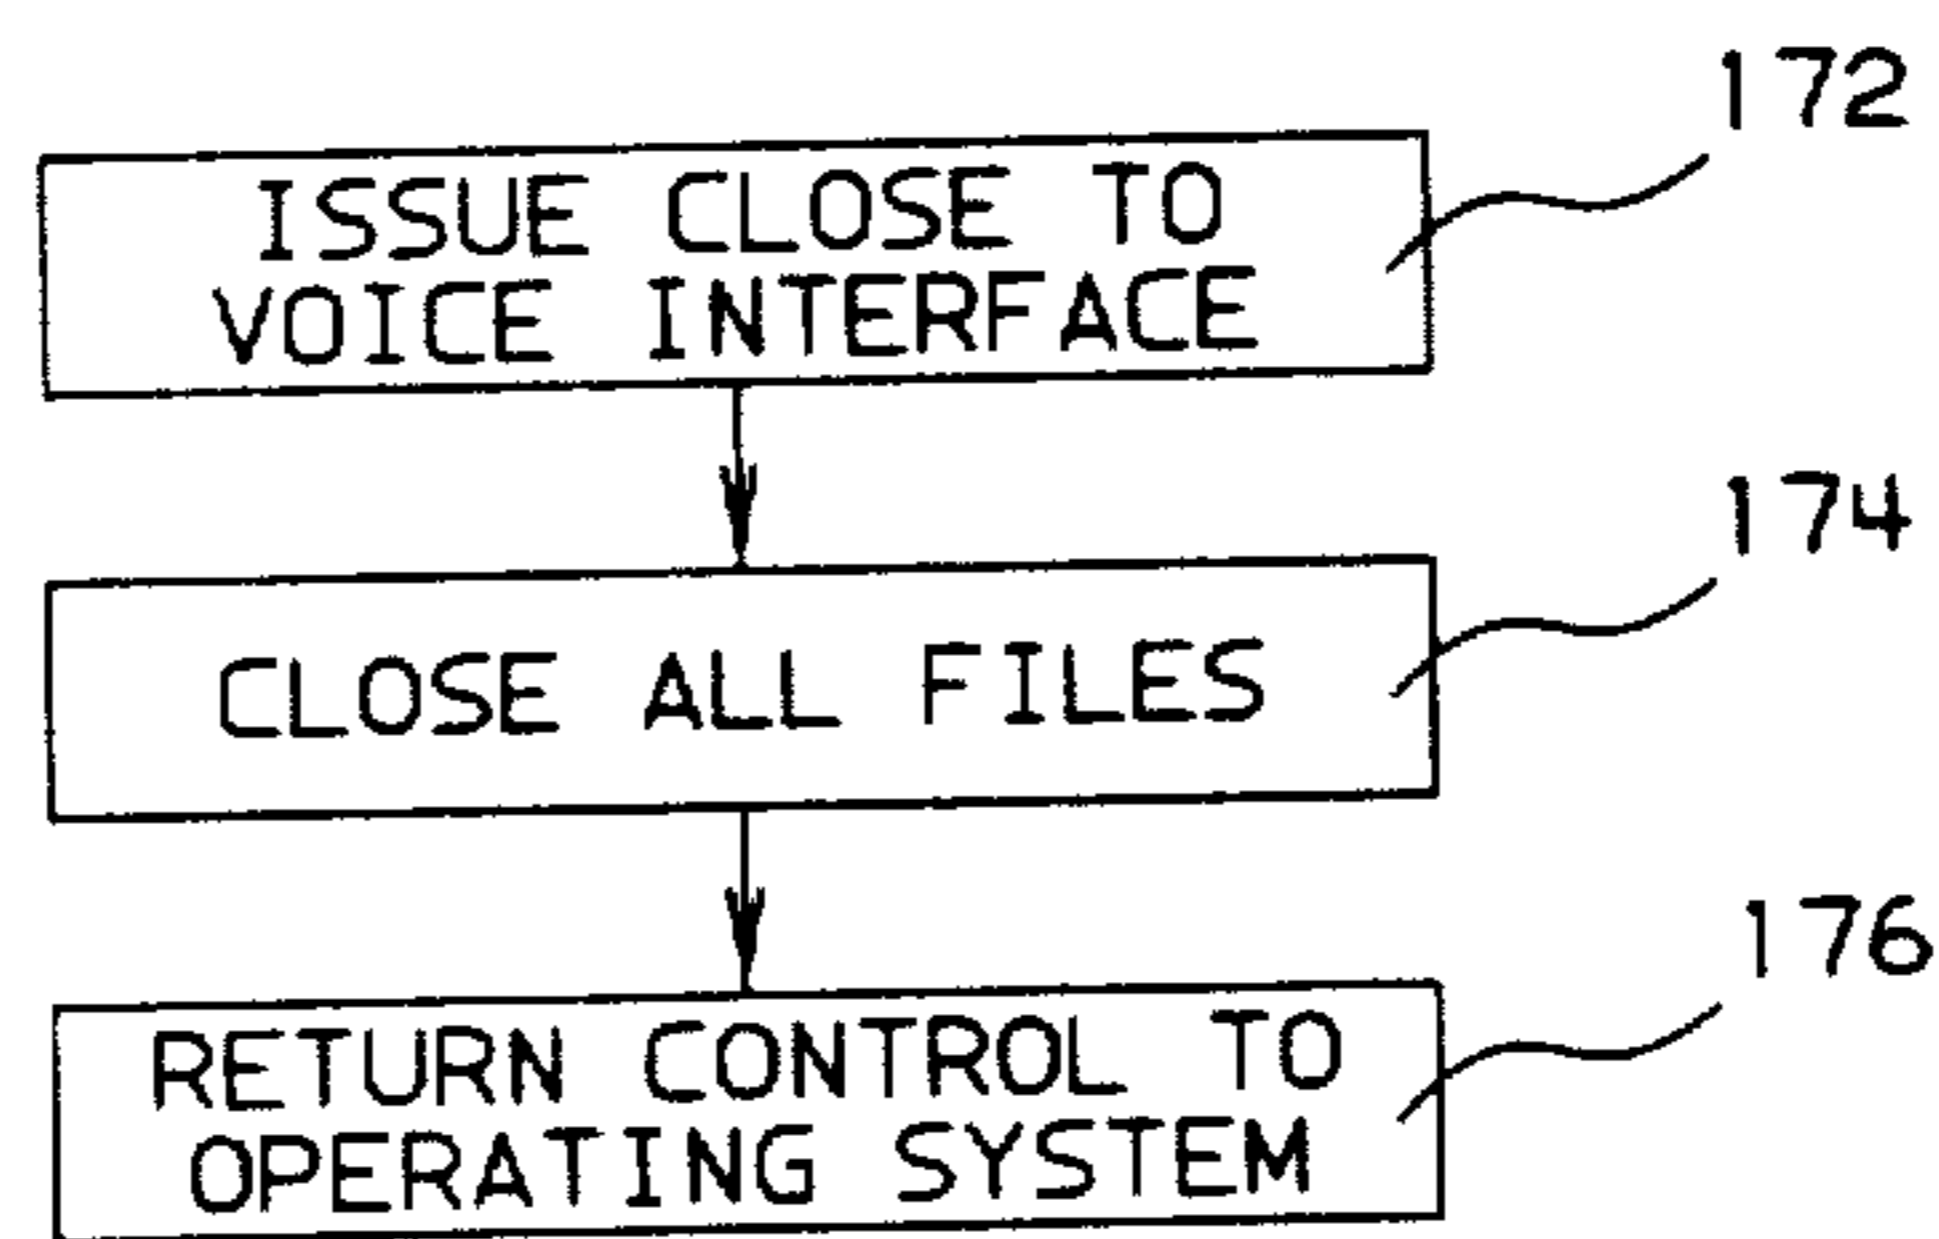 172
ISSUE CLOSE TO
VOICE INTERFACE
174
CLOSE ALL FILES
176
RETURN CONTROL TO
OPERATING SYSTEM